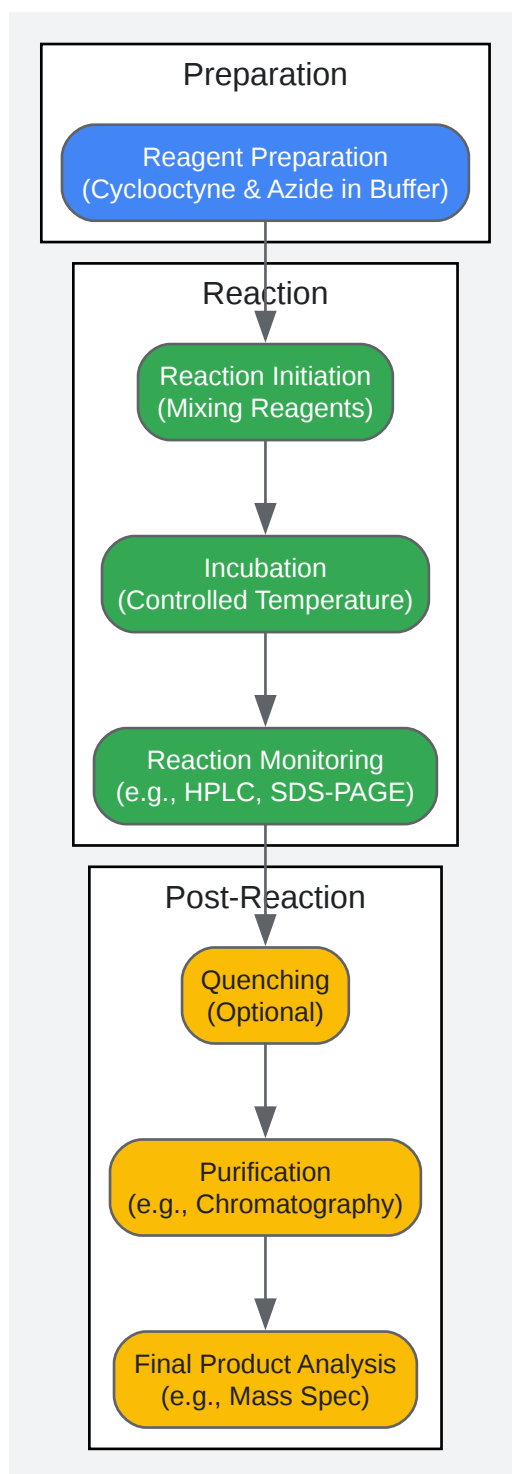 Preparation
Reagent Preparation
(Cyclooctyne & Azide in Buffer)
Reaction
Reaction Initiation
(Mixing Reagents)
Incubation
(Controlled Temperature)
Reaction Monitoring
(e.g., HPLC, SDS-PAGE)
Post-Reaction
Quenching
(Optional)
Purification
(e.g., Chromatography)
Final Product Analysis
(e.g., Mass Spec)